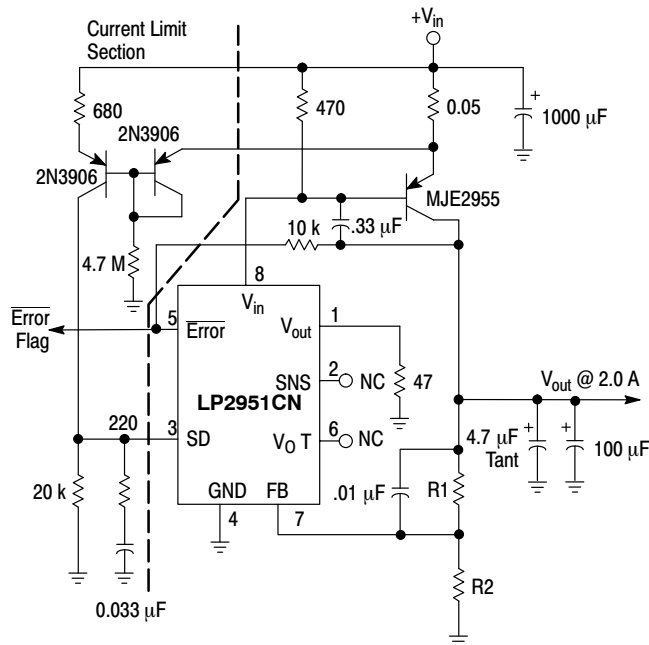 Current Limit
Section
+Vin
680
470
0.05
1000 µF
+
2N3906
2N3906
MJE2955
10 k
.33 µF
4.7 M
8
Vin
Error
Flag
5
Error
Vout
1
SNS
2
NC
47
LP2951CN
Vout @ 2.0 A
220
3
SD
VO T
6
NC
4.7 µF
Tant
+
+
100 µF
20 k
GND
FB
.01 µF
R1
4
7
R2
0.033 µF